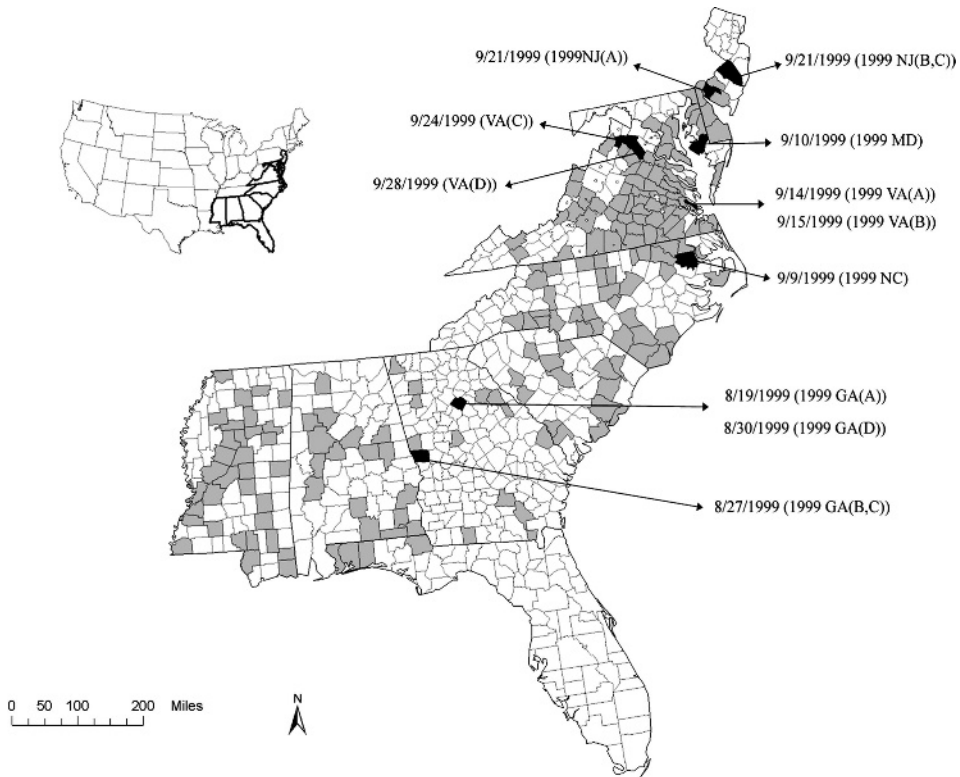 9/21/1999 (1999NJ(A))
9/21/1999 (1999 NJ(B,C))
9/24/1999 (VA(C))
9/10/1999 (1999 MD)
9/28/1999 (VA(D))
9/14/1999 (1999 VA(A))
9/15/1999 (1999 VA(B))
9/9/1999 (1999 NC)
8/19/1999 (1999 GA(A))
8/30/1999 (1999 GA(D))
8/27/1999 (1999 GA(B,C))
N
0 50 100 200 Miles